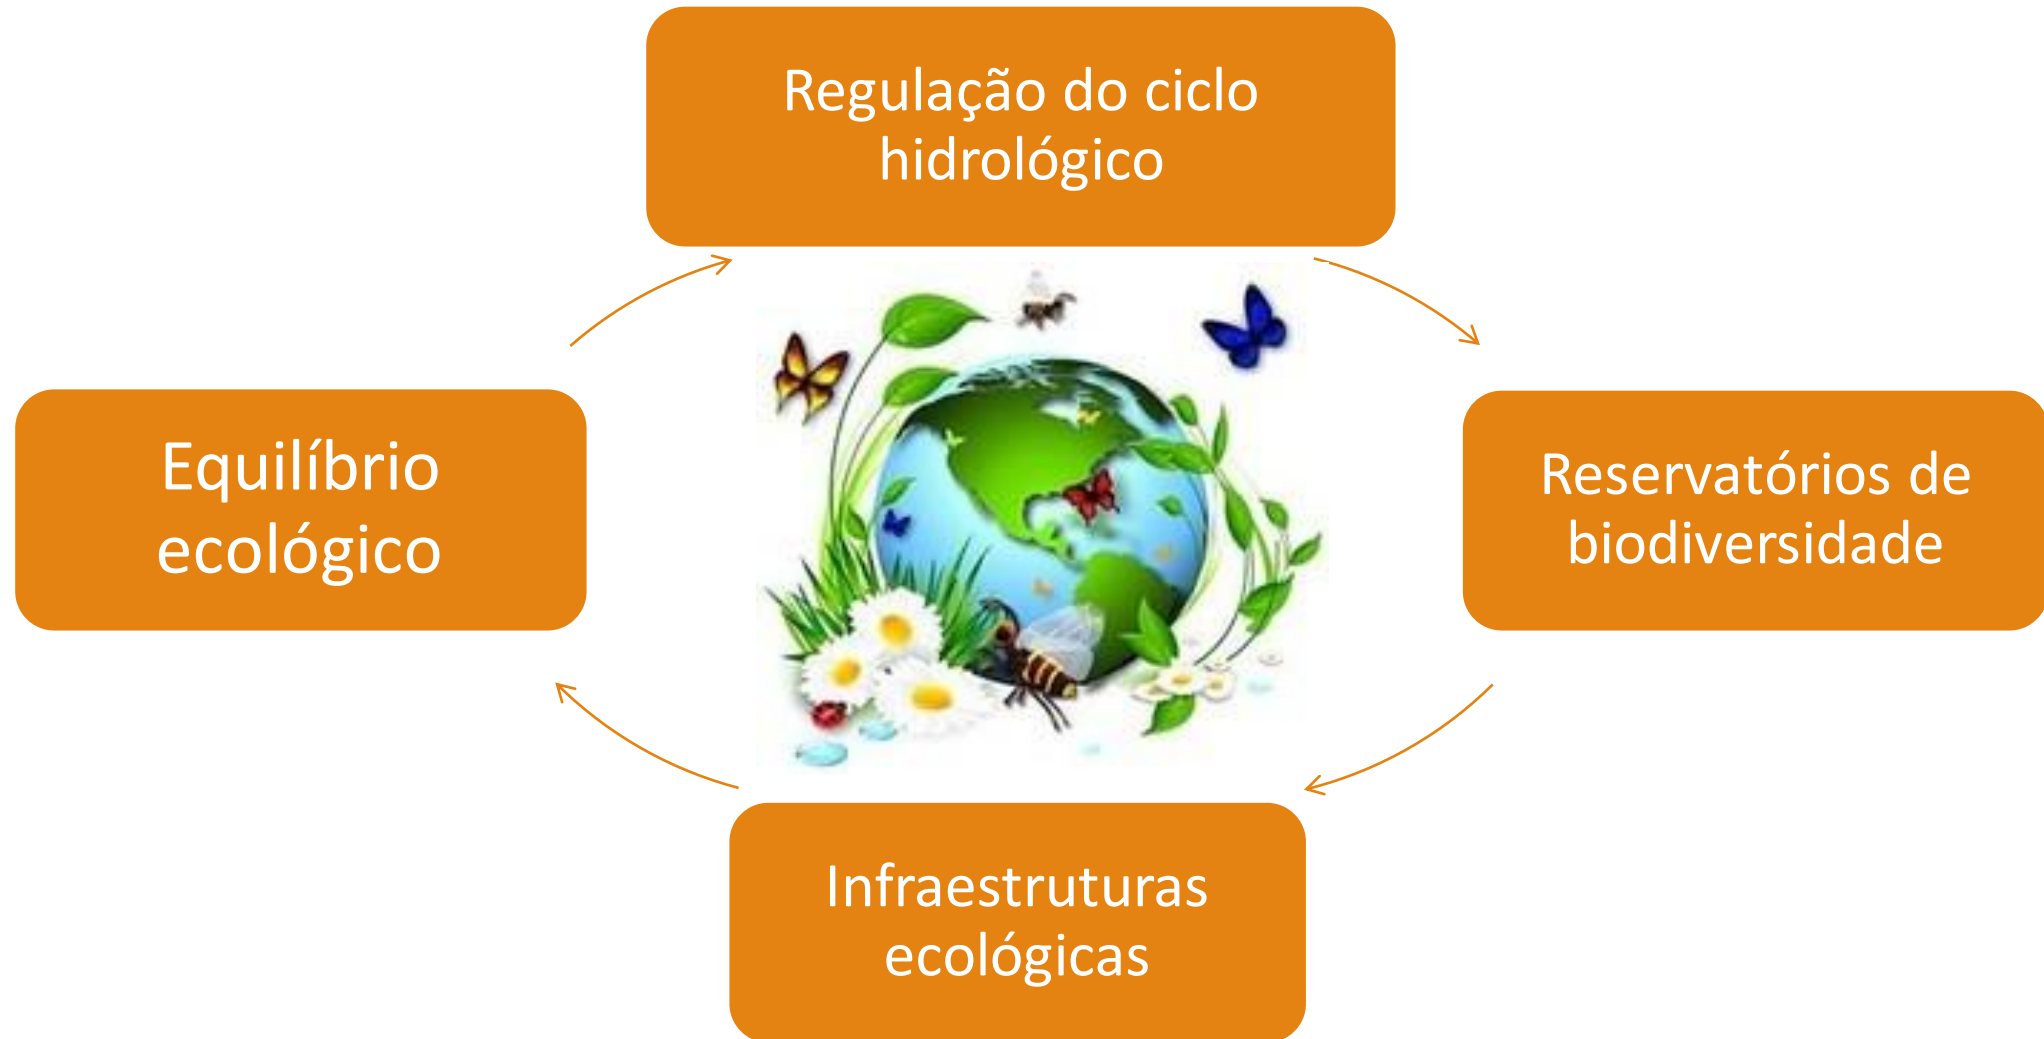 Regulação do ciclo
hidrológico
Equilíbrio
ecológico
Reservatórios de
biodiversidade
Infraestruturas
ecológicas